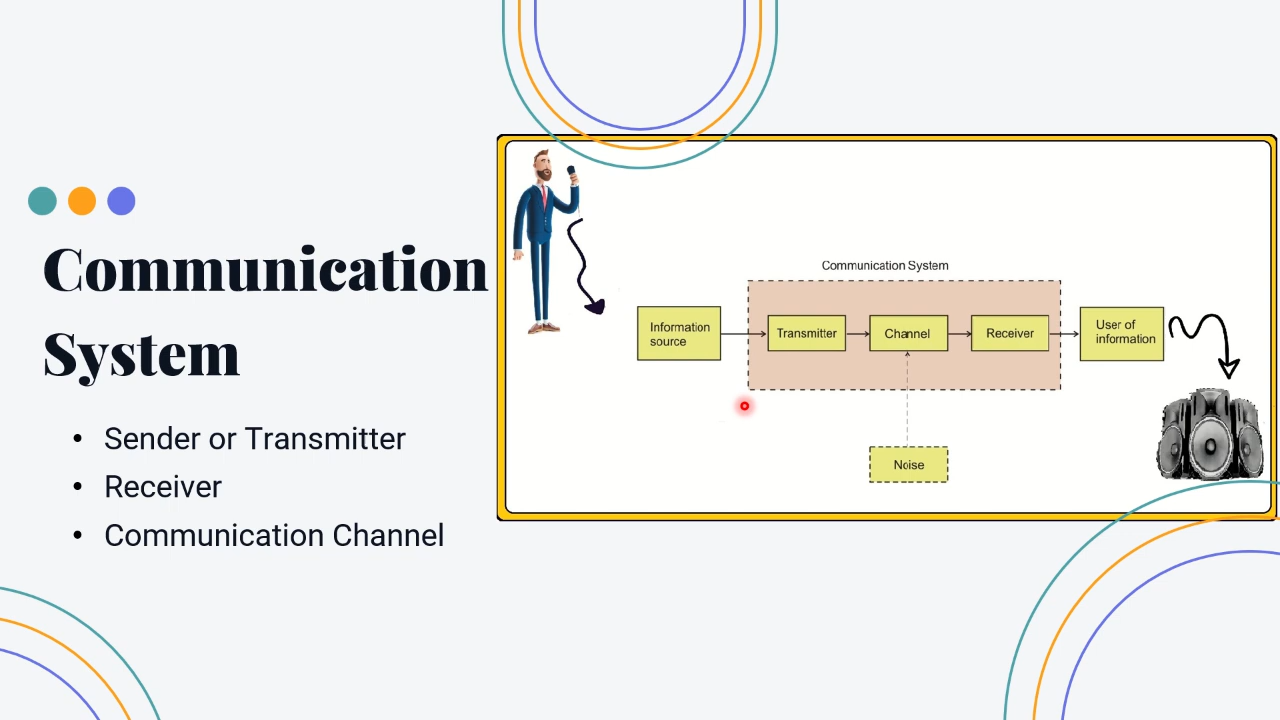 Communication
System
• Sender or Transmitter
• Receiver
• Communication Channel
Communication System
Information
source
Transmitter
Channel
Receiver
User of
information
Noise